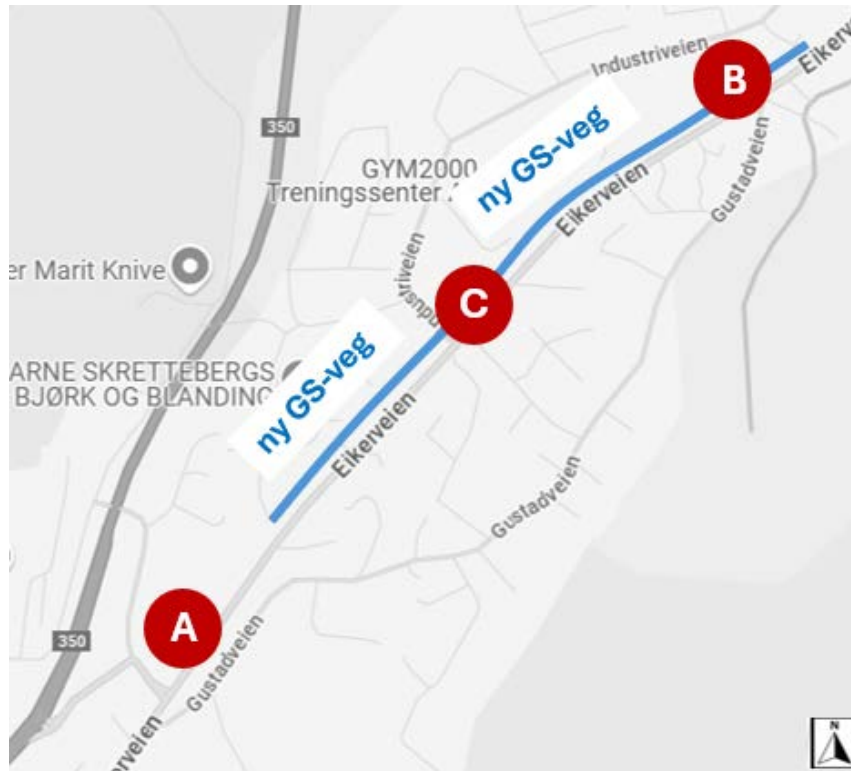 Industriveien
B
Eikerveien
350
ny GS-veg
GYM2000
Treningssenter
Eikerveien
Gustadveien
er Marit Knive
C
ARNE SKRETTEBERGS
BJØRK OG BLANDING
ny GS-veg
Eikerveien
Gustadveien
A
350
Gustadveien
erveien
N